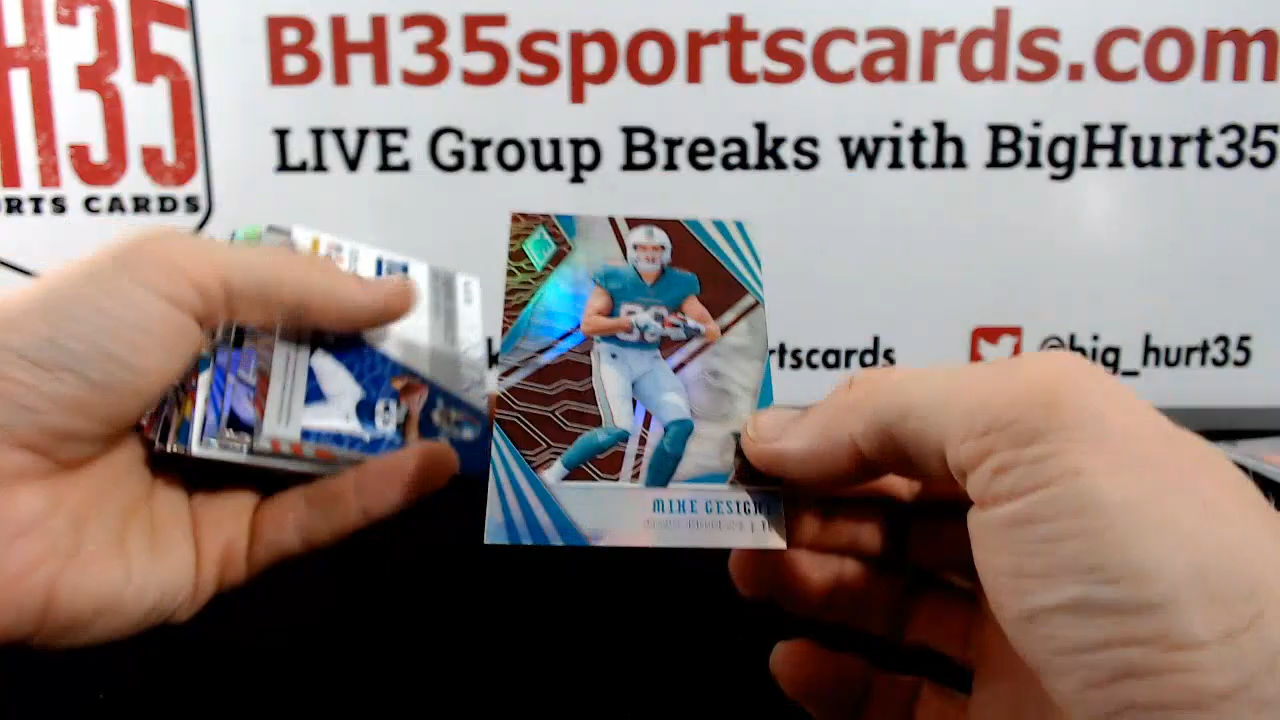 H35
RTS CARDS
BH35sportscards.com
LIVE Group Breaks with BigHurt35
rtscards
@big_hurt35
MIKE GESICKI